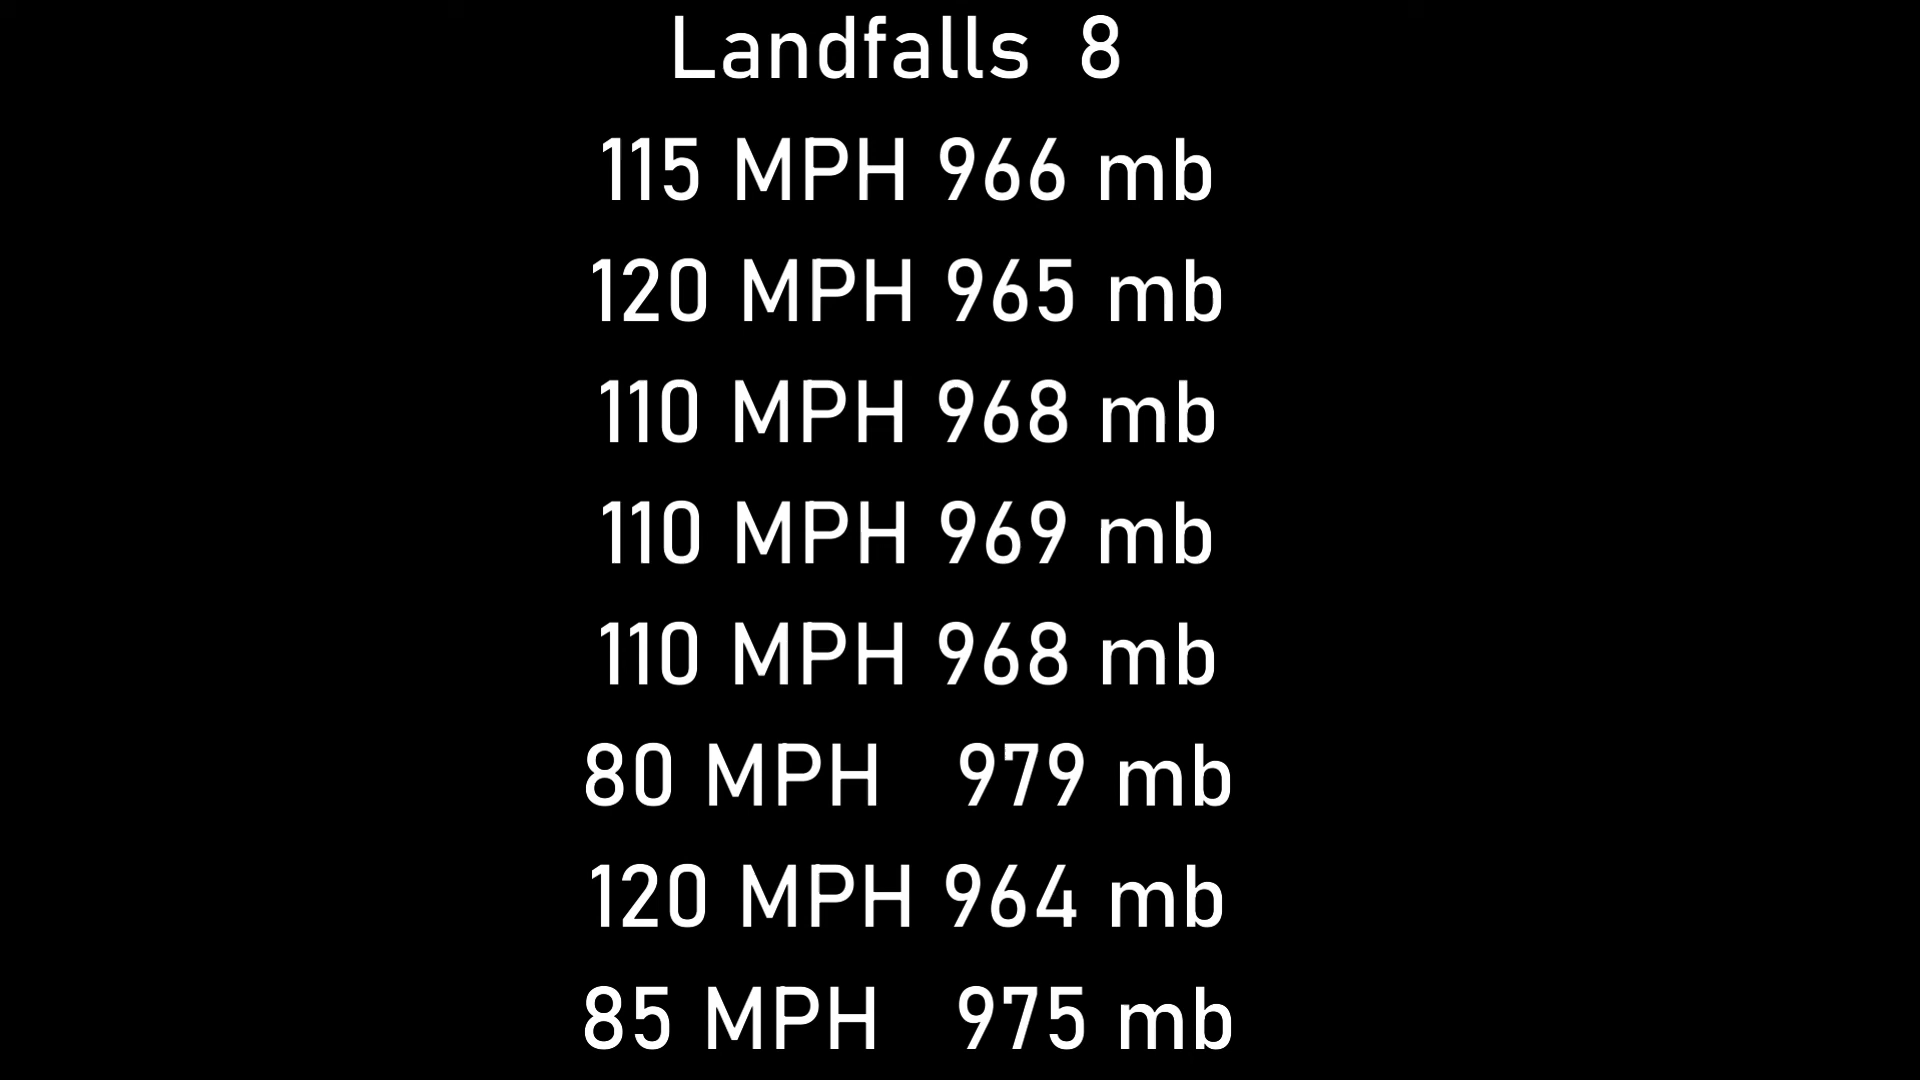 Landfalls 8
115 MPH 966 mb
120 MPH 965 mb
110 MPH 968 mb
110 MPH 969 mb
110 MPH 968 mb
80 MPH 979 mb
120 MPH 964 mb
85 MPH 975 mb